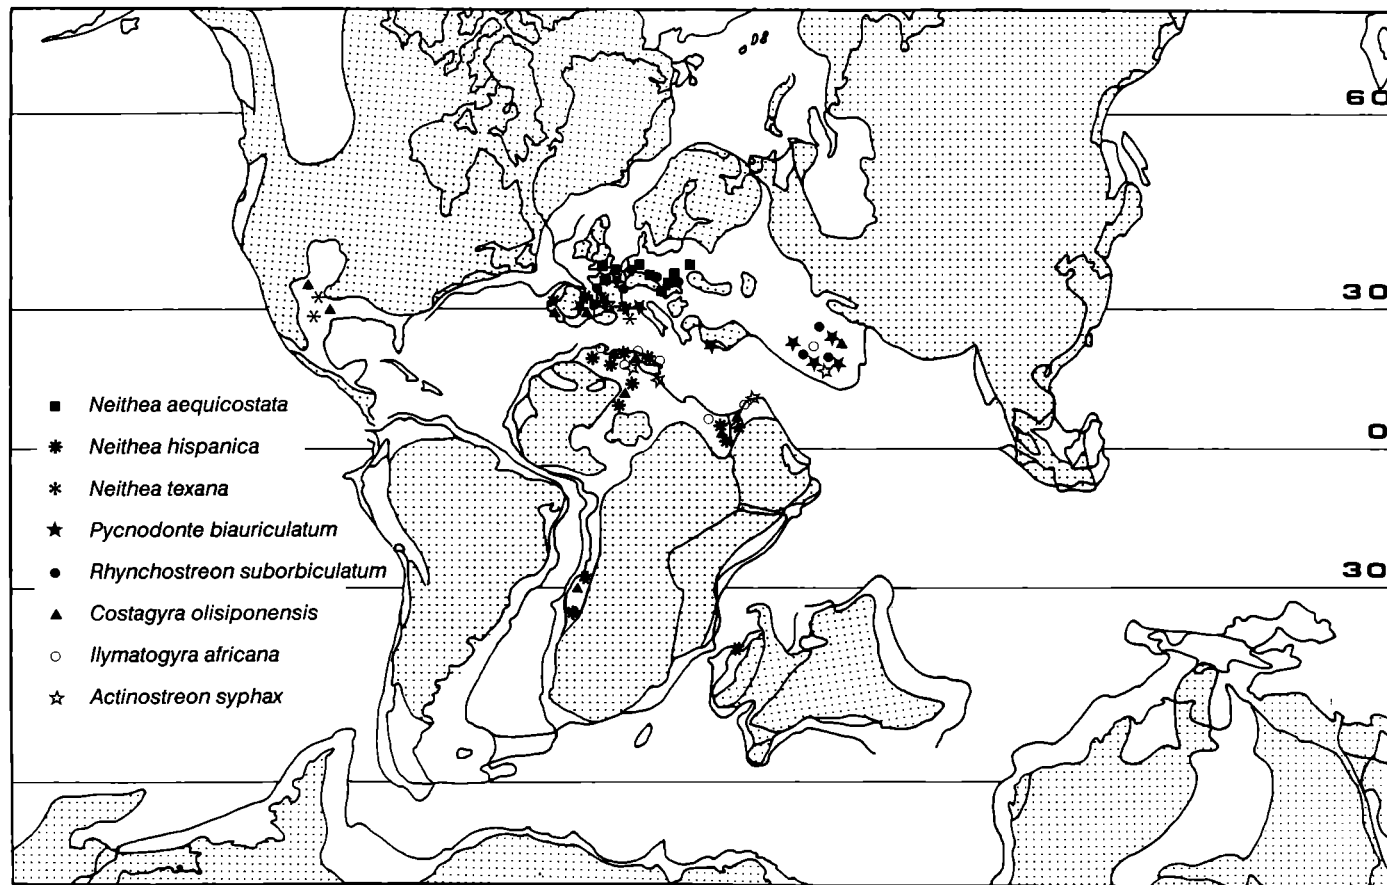 60
30
Neithea aequicostata
Neithea hispanica
0
Neithea texana
Pycnodonte biauriculatum
Rhynchostreon suborbiculatum
30
Costagyra olisiponensis
Ilymatogyra africana
Actinostreon syphax